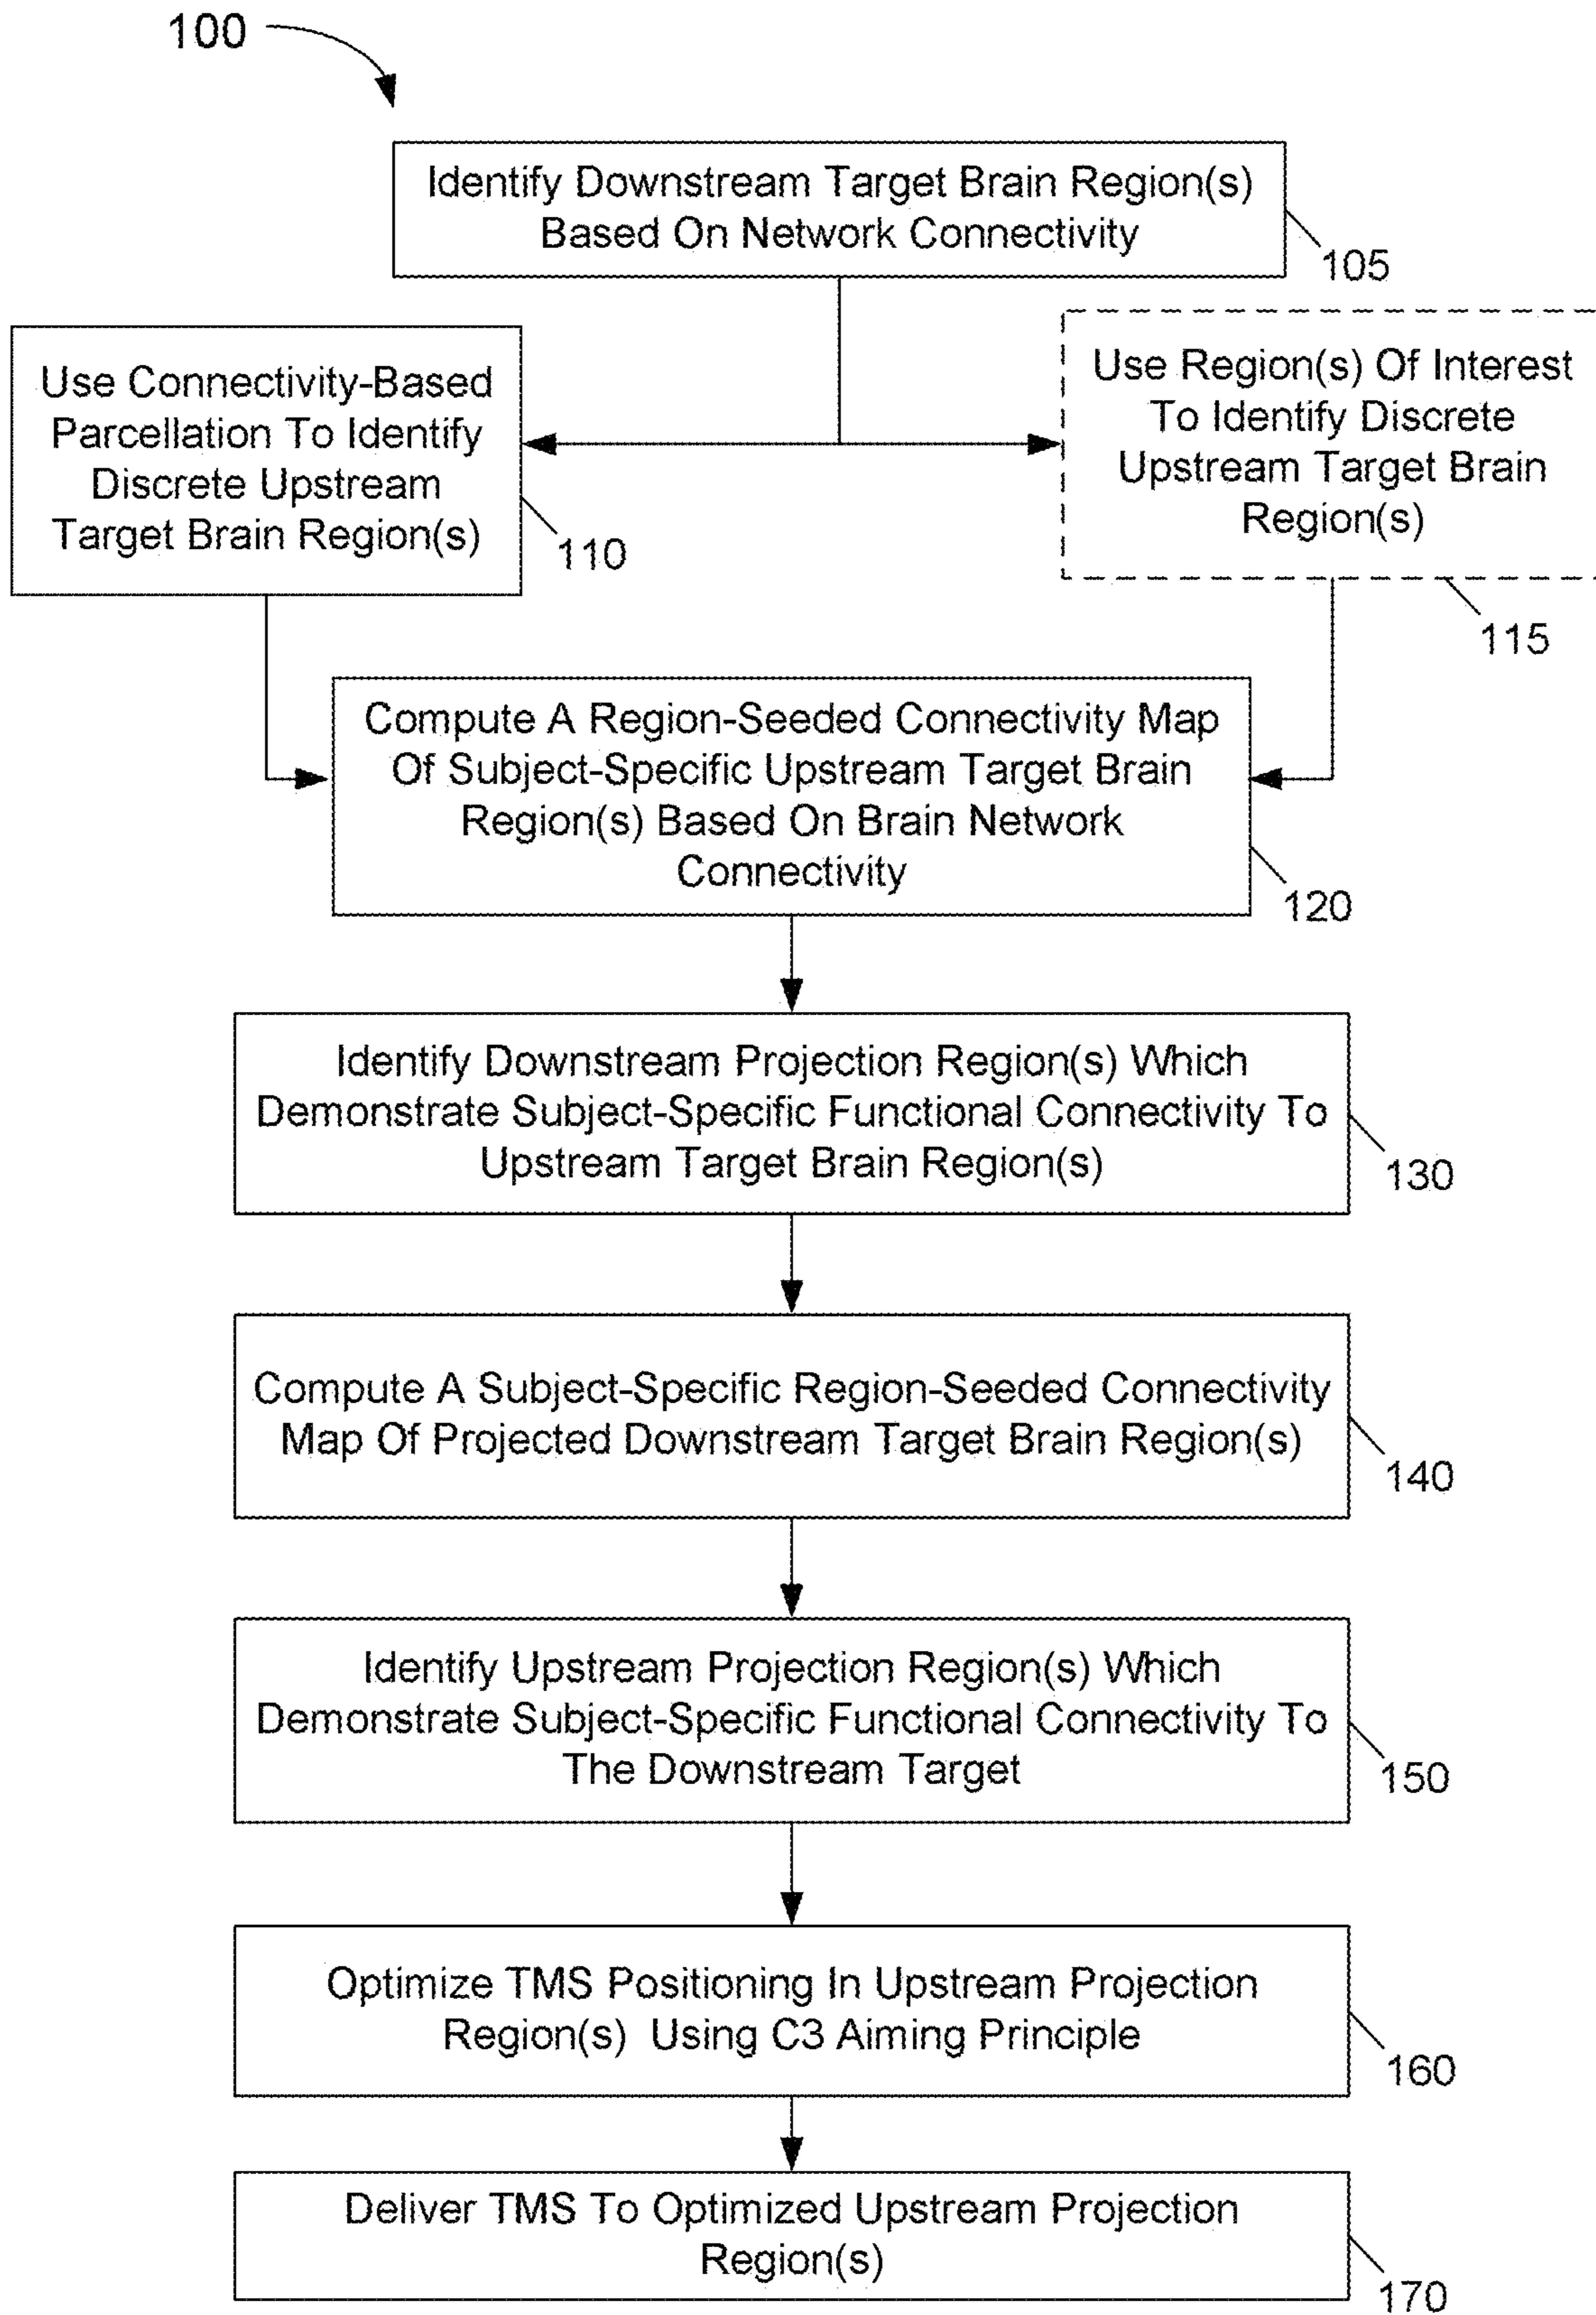 100
Identify Downstream Target Brain Region(s)
Based On Network Connectivity
105
Use Connectivity-Based
Parcellation To Identify
Discrete Upstream
Target Brain Region(s)
110
Use Region(s) Of Interest
To Identify Discrete
Upstream Target Brain
Region(s)
115
Compute A Region-Seeded Connectivity Map
Of Subject-Specific Upstream Target Brain
Region(s) Based On Brain Network
Connectivity
120
Identify Downstream Projection Region(s) Which
Demonstrate Subject-Specific Functional Connectivity To
Upstream Target Brain Region(s)
130
Compute A Subject-Specific Region-Seeded Connectivity
Map Of Projected Downstream Target Brain Region(s)
140
Identify Upstream Projection Region(s) Which
Demonstrate Subject-Specific Functional Connectivity To
The Downstream Target
150
Optimize TMS Positioning In Upstream Projection
Region(s) Using C3 Aiming Principle
160
Deliver TMS To Optimized Upstream Projection
Region(s)
170